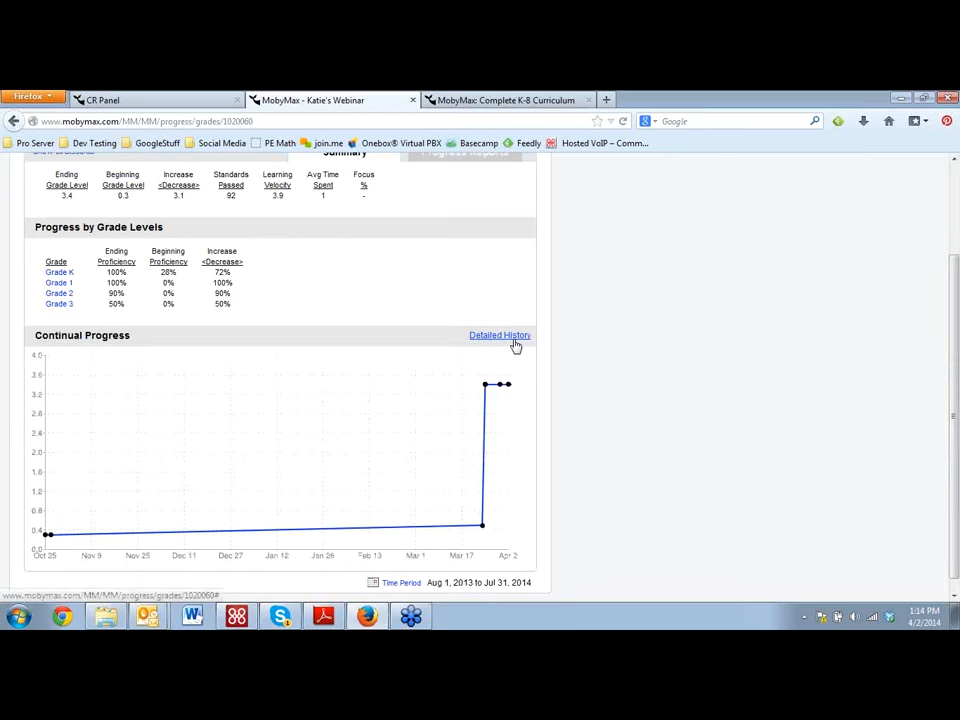 Firefox
CR Panel
MobyMax - Katie's Webinar
MobyMax: Complete K-8 Curriculum
www.mobymax.com/MM/MM/progress/grades/1020060
Google
Pro Server
Dev Testing
GoogleStuff
Social Media
PE Math
join.me
Onebox® Virtual PBX
Basecamp
Feedly
Hosted VoIP – Comm...
Summary
Progress Reports
Ending Beginning Increase Standards Learning Avg Time Focus
Grade Level Grade Level <Decrease> Passed Velocity Spent %
3.4 0.3 3.1 92 3.9 1 -
Progress by Grade Levels
Ending Beginning Increase
Grade Proficiency Proficiency <Decrease>
Grade K 100% 28% 72%
Grade 1 100% 0% 100%
Grade 2 90% 0% 90%
Grade 3 50% 0% 50%
Continual Progress
Detailed History
4.0
3.6
3.2
2.8
2.4
2.0
1.6
1.2
0.8
0.4
0.0
Oct 25 Nov 9 Nov 25 Dec 11 Dec 27 Jan 12 Jan 28 Feb 13 Mar 1 Mar 17 Apr 2
Time Period Aug 1, 2013 to Jul 31, 2014
www.mobymax.com/MM/MM/progress/grades/1020060#
1:14 PM
4/2/2014